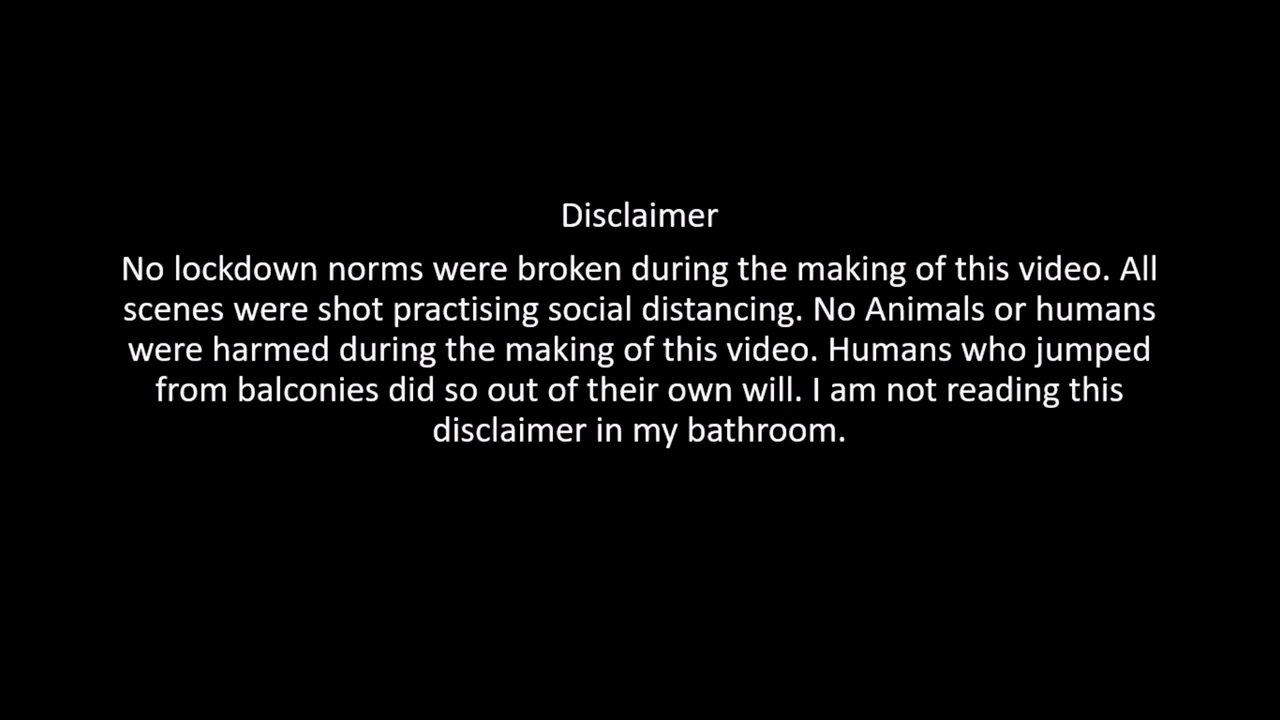 Disclaimer
No lockdown norms were broken during the making of this video. All
scenes were shot practising social distancing. No Animals or humans
were harmed during the making of this video. Humans who jumped
from balconies did so out of their own will. I am not reading this
disclaimer in my bathroom.